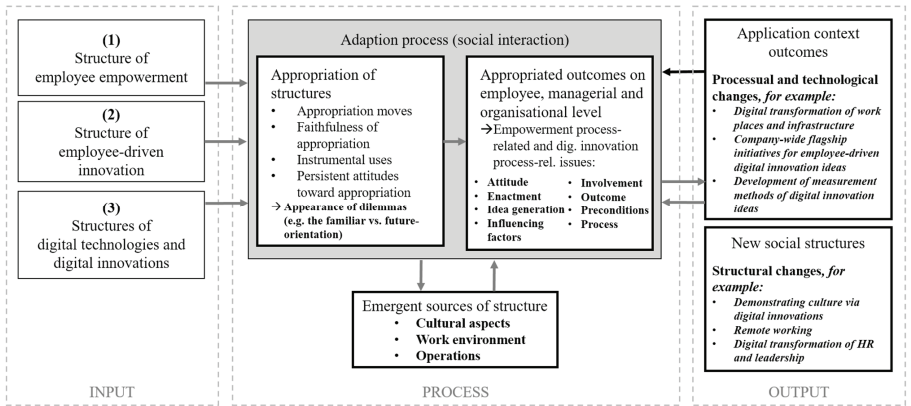 (1)
Structure of
employee empowerment
(2)
Structure of
employee-driven
innovation
(3)
Structures of
digital technologies and
digital innovations
INPUT
Adaption process (social interaction)
Appropriation of
structures
• Appropriation moves
• Faithfulness of
appropriation
• Instrumental uses
• Persistent attitudes
toward appropriation
→ Appearance of dilemmas
(e.g. the familiar vs. future-
orientation)
Appropriated outcomes on
employee, managerial and
organisational level
→Empowerment process-
related and dig. innovation
process-rel. issues:
• Attitude
• Enactment
• Idea generation
• Influencing
factors
• Involvement
• Outcome
• Preconditions
• Process
Emergent sources of structure
• Cultural aspects
• Work environment
• Operations
PROCESS
Application context
outcomes
Processual and technological
changes, for example:
• Digital transformation of work
places and infrastructure
• Company-wide flagship
initiatives for employee-driven
digital innovation ideas
• Development of measurement
methods of digital innovation
ideas
New social structures
Structural changes, for
example:
• Demonstrating culture via
digital innovations
• Remote working
• Digital transformation of HR
and leadership
OUTPUT